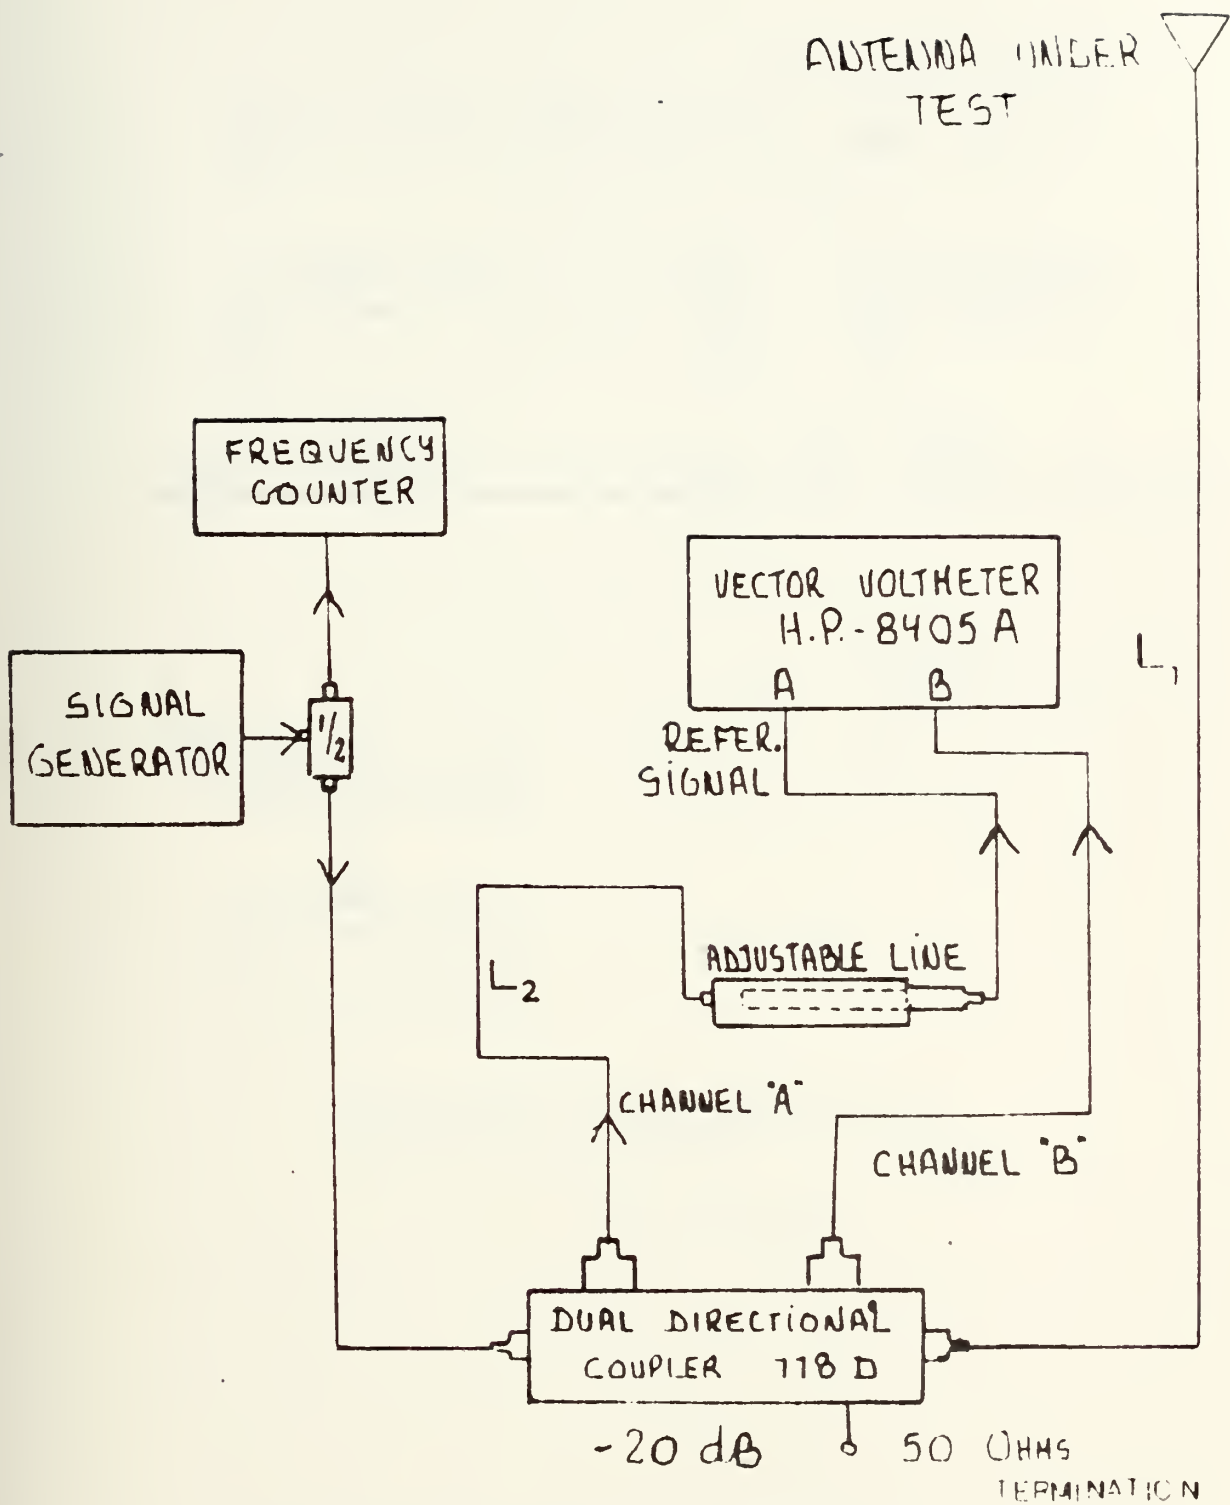 ANTENNA UNDER
TEST
FREQUENCY
COUNTER
VECTOR VOLTMETER
H.P.-8405A
A B
L1
SIGNAL
GENERATOR
1/2
REFER.
SIGNAL
ADJUSTABLE LINE
L2
CHANNEL "A"
CHANNEL "B"
DUAL DIRECTIONAL
COUPLER 778 D
-20 dB 50 OHMS
TERMINATION